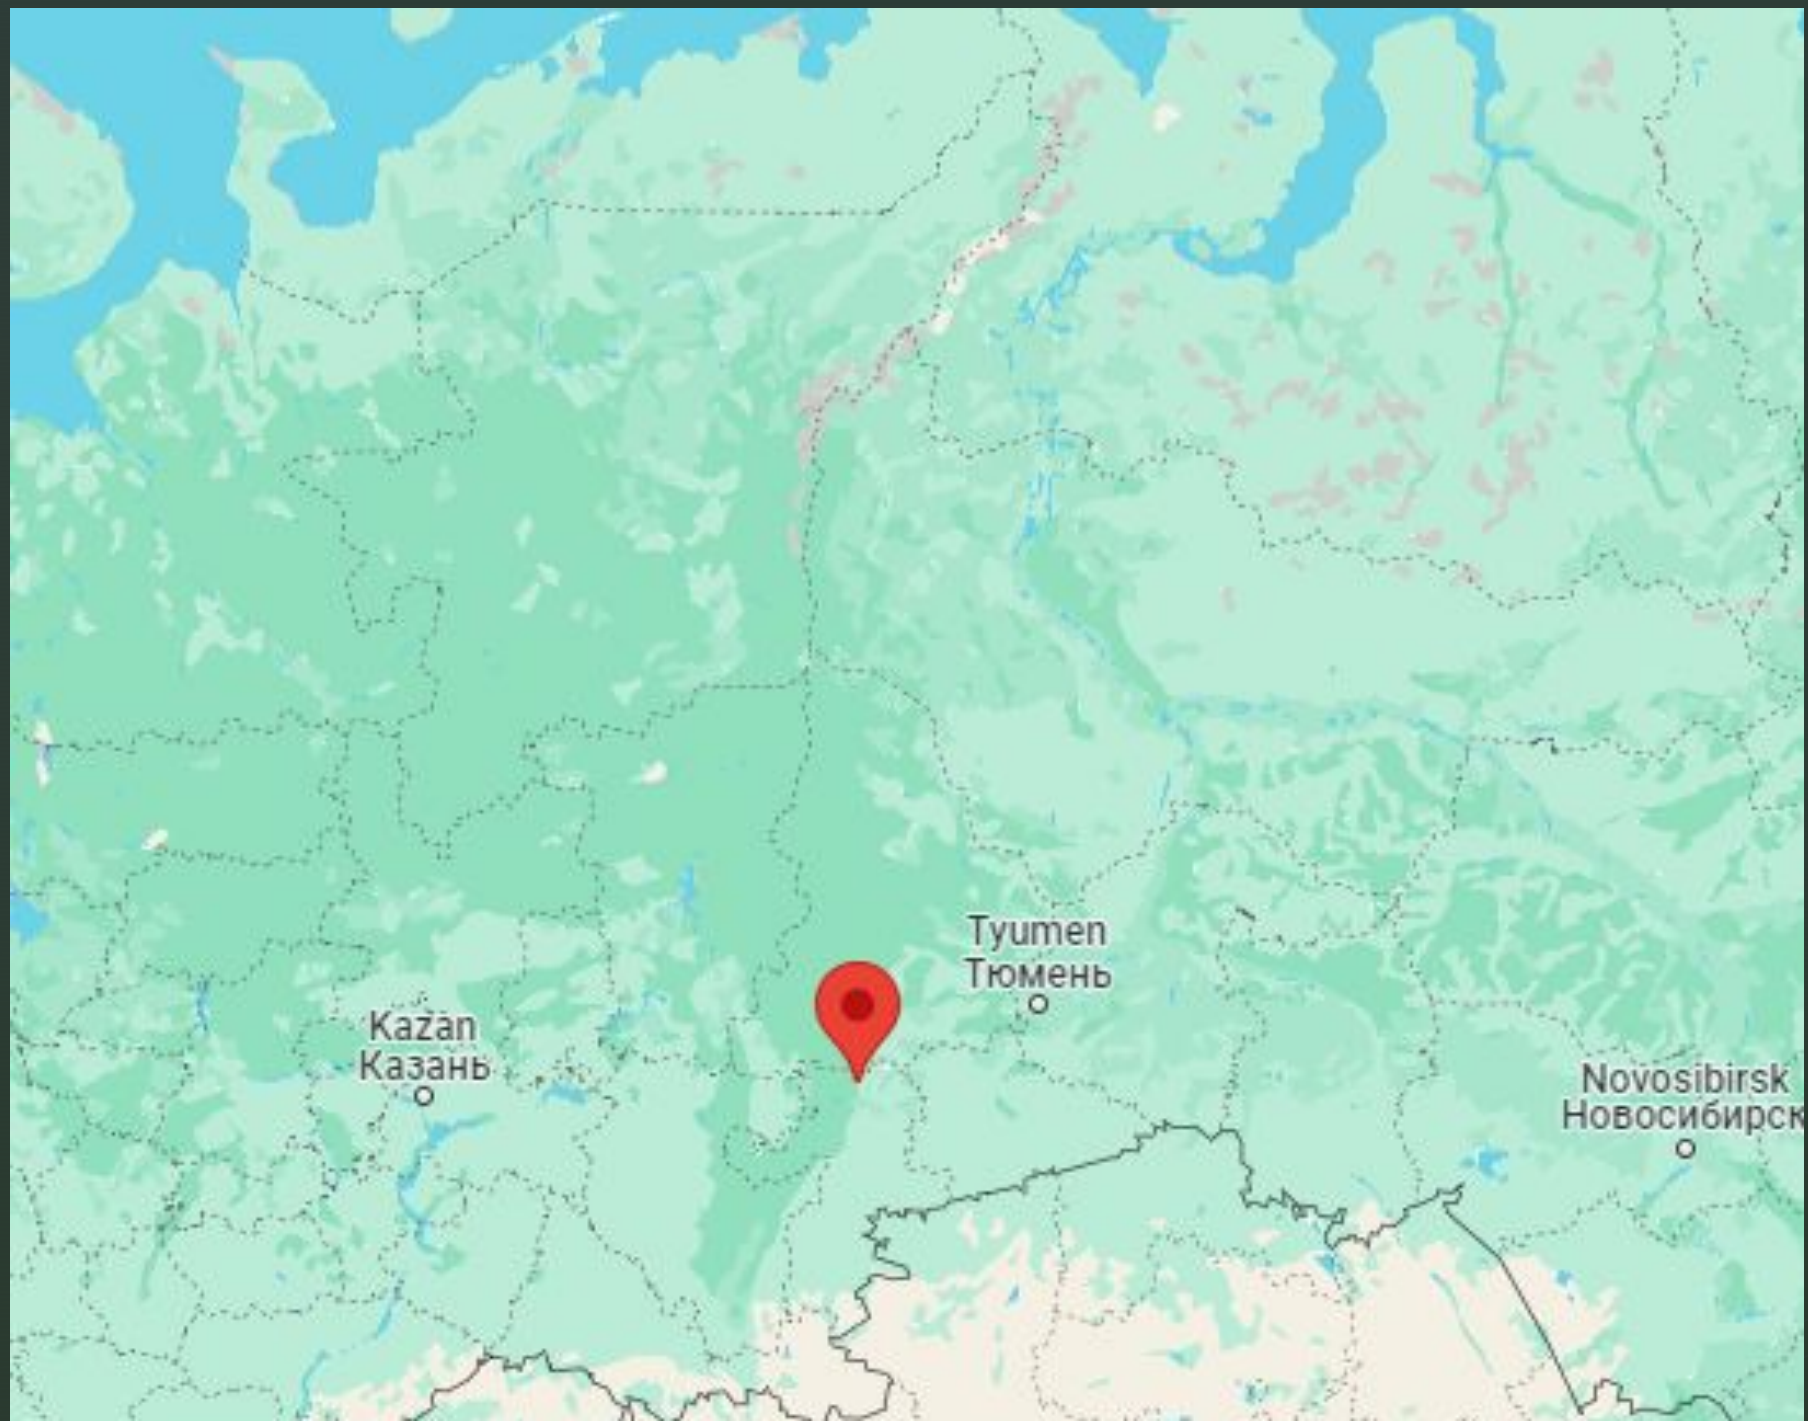 Tyumen
Тюмень
Kazan
Казань
Novosibirsk
Новосибирск